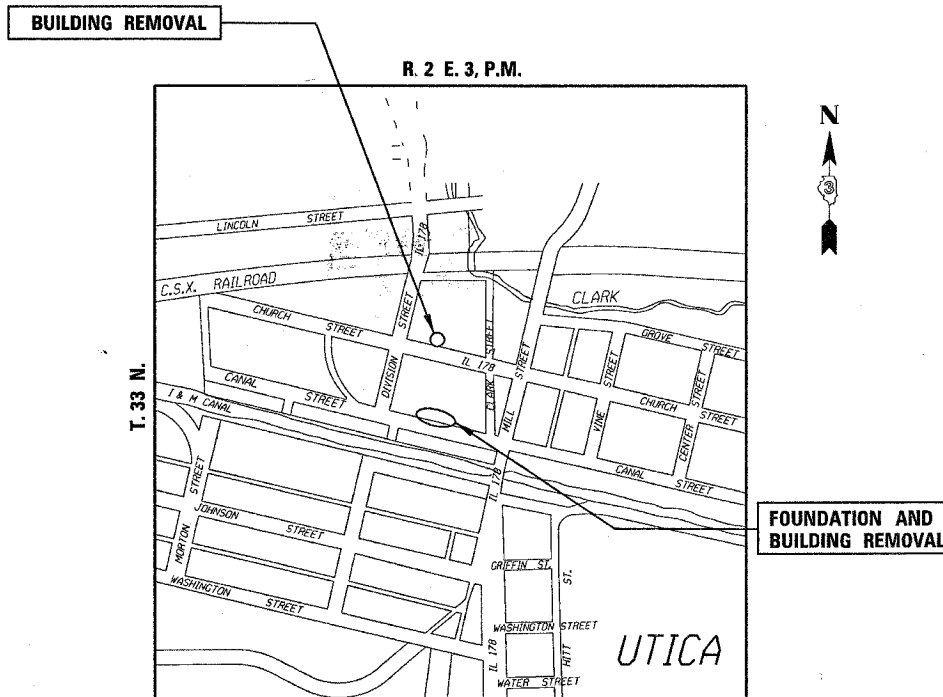 BUILDING REMOVAL
R. 2 E. 3, P.M.
N
3
LINCOLN STREET
IL 178
C.S.X. RAILROAD
CLARK
CHURCH STREET
STREET
GROVE STREET
IL 178
CLARK STREET
STREET
STREET
STREET
T. 33 N.
DIVISION
CANAL STREET
I & M CANAL
MILL
VINE
CHURCH STREET
CENTER
CANAL STREET
IL 178
STREET
JOHNSON STREET
MORTON
FOUNDATION AND
BUILDING REMOVAL
GRIFFIN ST.
ST.
WASHINGTON STREET
WASHINGTON STREET
HITT
IL 178
UTICA
WATER STREET